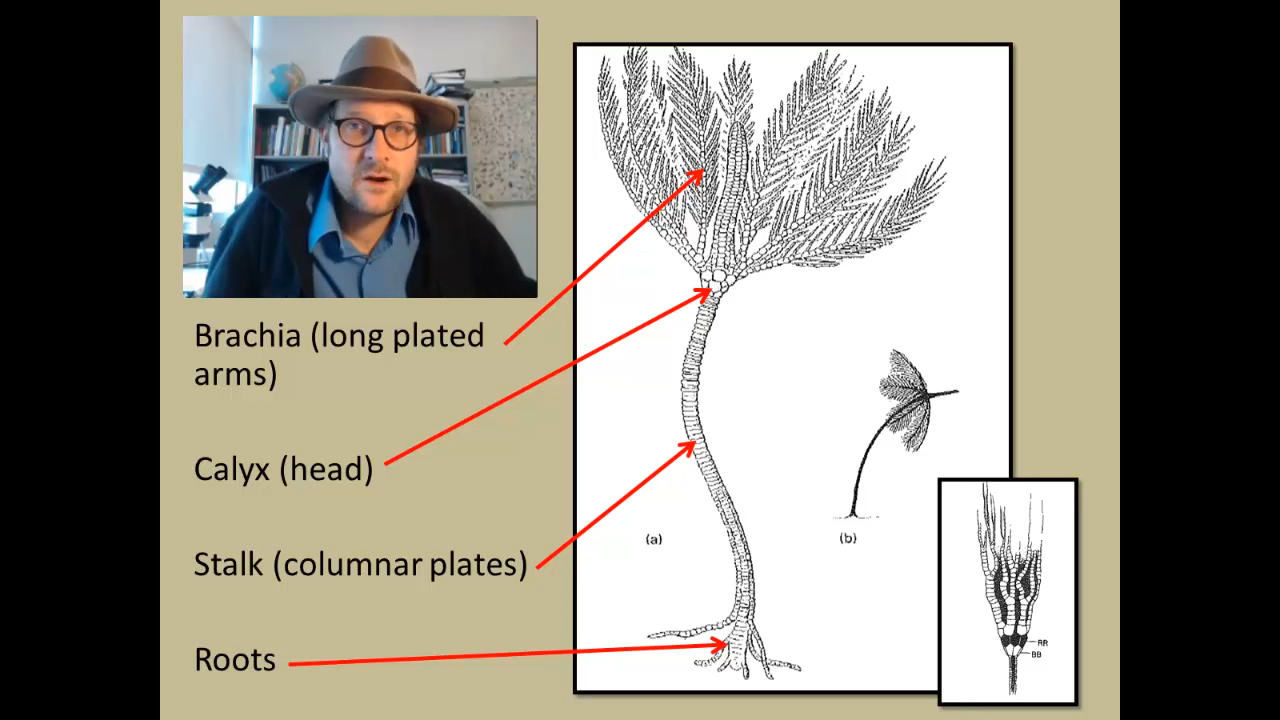 Brachia (long plated
arms)
Calyx (head)
Stalk (columnar plates)
Roots
(a)
(b)
RR
BB